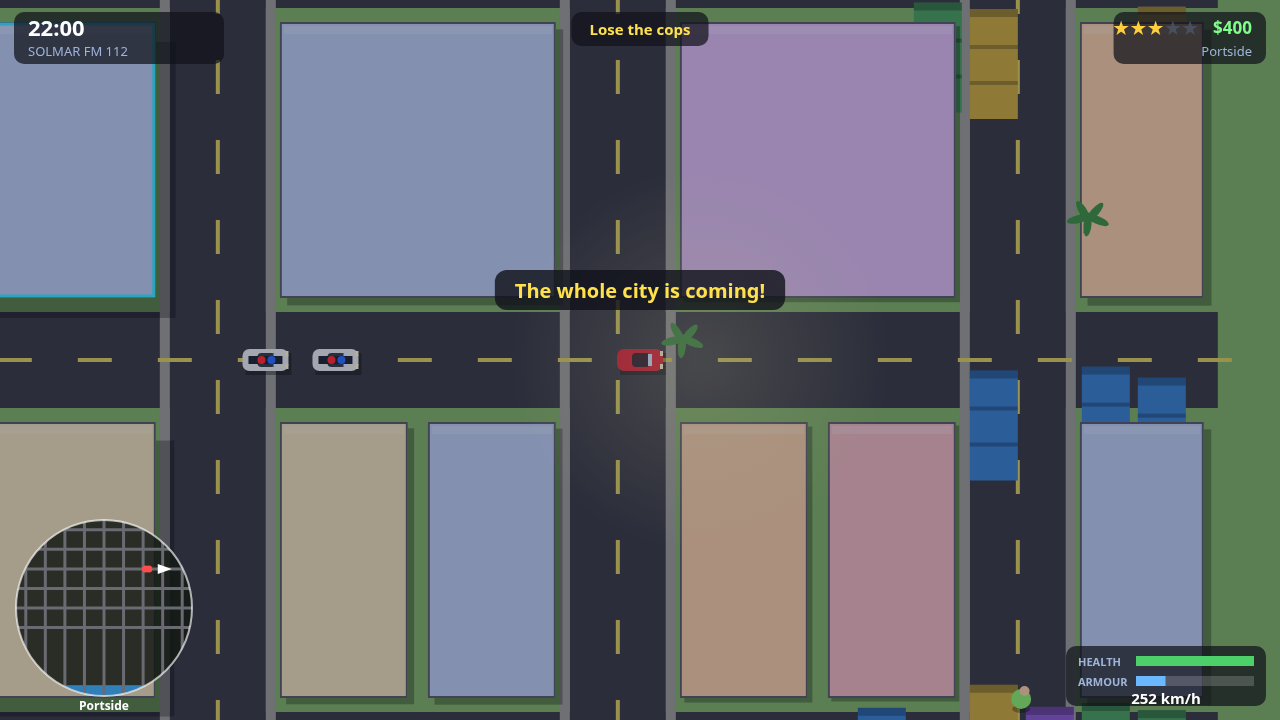 22:00
SOLMAR FM 112
Lose the cops
$400
Portside
The whole city is coming!
Portside
HEALTH
ARMOUR
252 km/h